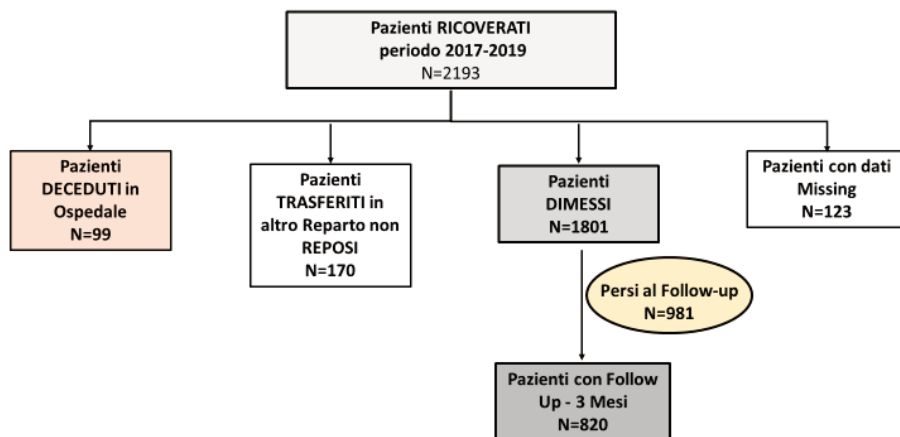 Pazienti RICOVERATI
periodo 2017-2019
N=2193
Pazienti
DECEDUTI in
Ospedale
N=99
Pazienti
TRASFERITI in
altro Reparto non
REPOSI
N=170
Pazienti
DIMESSI
N=1801
Pazienti con dati
Missing
N=123
Persi al Follow-up
N=981
Pazienti con Follow
Up - 3 Mesi
N=820